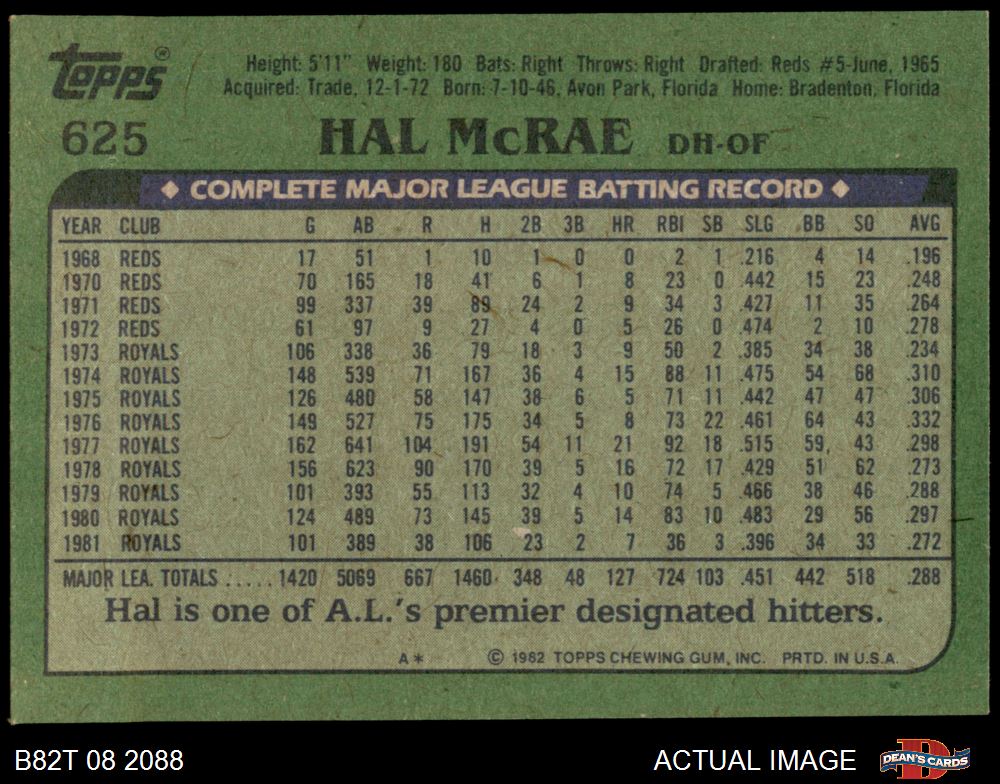 Topps®
Height: 5'11" Weight: 180 Bats: Right Throws: Right Drafted: Reds #5-June, 1965
Acquired: Trade, 12-1-72 Born: 7-10-46, Avon Park, Florida Home: Bradenton, Florida
625 HAL McRAE DH-OF
◆ COMPLETE MAJOR LEAGUE BATTING RECORD ◆
YEAR CLUB G AB R H 2B 3B HR RBI SB SLG BB SO AVG
1968 REDS 17 51 1 10 1 0 0 2 1 .216 4 14 .196
1970 REDS 70 165 18 41 6 1 8 23 0 .442 15 23 .248
1971 REDS 99 337 39 89 24 2 9 34 3 .427 11 35 .264
1972 REDS 61 97 9 27 4 0 5 26 0 .474 2 10 .278
1973 ROYALS 106 338 36 79 18 3 9 50 2 .385 34 38 .234
1974 ROYALS 148 539 71 167 36 4 15 88 11 .475 54 68 .310
1975 ROYALS 126 480 58 147 38 6 5 71 11 .442 47 47 .306
1976 ROYALS 149 527 75 175 34 5 8 73 22 .461 64 43 .332
1977 ROYALS 162 641 104 191 54 11 21 92 18 .515 59 43 .298
1978 ROYALS 156 623 90 170 39 5 16 72 17 .429 51 62 .273
1979 ROYALS 101 393 55 113 32 4 10 74 5 .466 38 46 .288
1980 ROYALS 124 489 73 145 39 5 14 83 10 .483 29 56 .297
1981 ROYALS 101 389 38 106 23 2 7 36 3 .396 34 33 .272
MAJOR LEA. TOTALS ..... 1420 5069 667 1460 348 48 127 724 103 .451 442 518 .288
Hal is one of A.L.'s premier designated hitters.
A* © 1982 TOPPS CHEWING GUM, INC. PRTD. IN U.S.A.
B82T 08 2088 ACTUAL IMAGE D DEAN'S CARDS